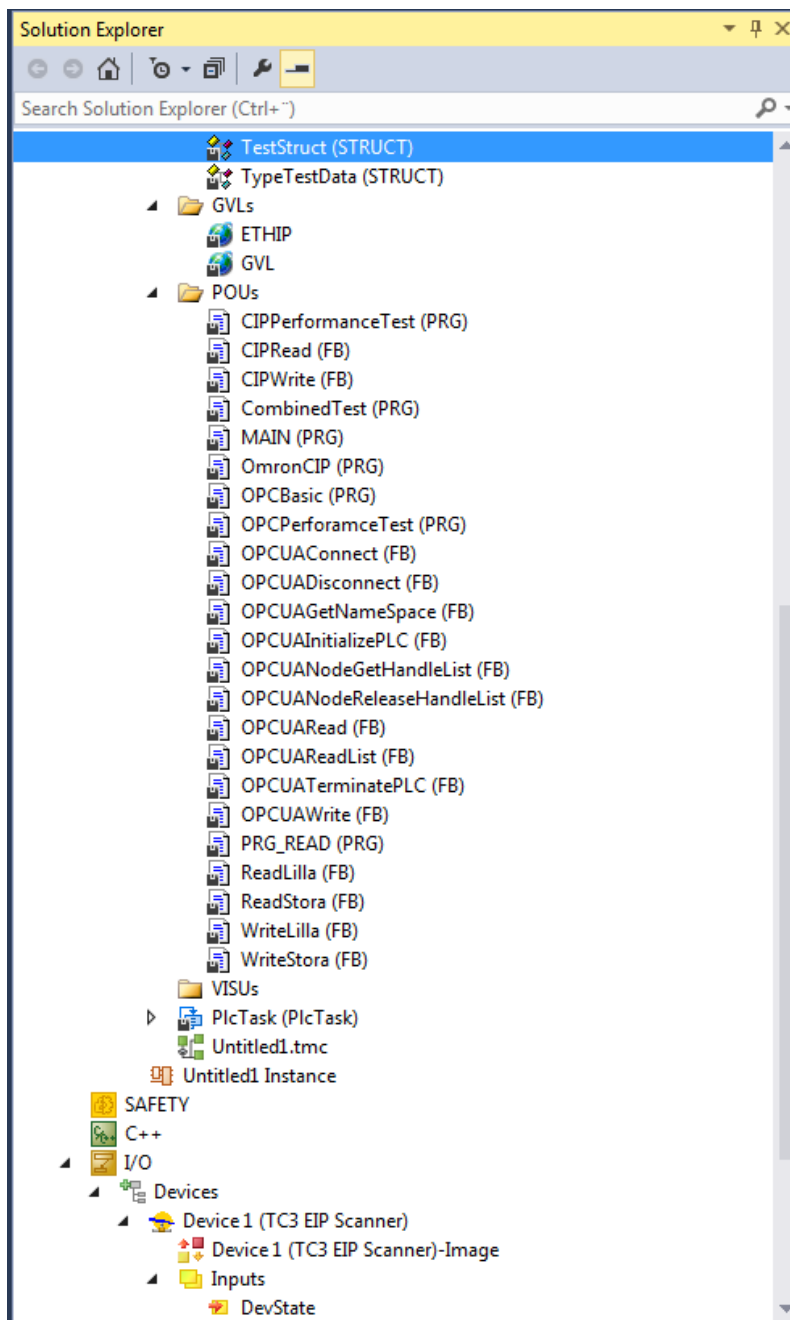 Solution Explorer
Search Solution Explorer (Ctrl+¨)
TestStruct (STRUCT)
TypeTestData (STRUCT)
GVLs
ETHIP
GVL
POUs
CIPPerformanceTest (PRG)
CIPRead (FB)
CIPWrite (FB)
CombinedTest (PRG)
MAIN (PRG)
OmronCIP (PRG)
OPCBasic (PRG)
OPCPerforamceTest (PRG)
OPCUAConnect (FB)
OPCUADisconnect (FB)
OPCUAGetNameSpace (FB)
OPCUAInitializePLC (FB)
OPCUANodeGetHandleList (FB)
OPCUANodeReleaseHandleList (FB)
OPCUARead (FB)
OPCUAReadList (FB)
OPCUATerminatePLC (FB)
OPCUAWrite (FB)
PRG_READ (PRG)
ReadLilla (FB)
ReadStora (FB)
WriteLilla (FB)
WriteStora (FB)
VISUs
PlcTask (PlcTask)
Untitled1.tmc
Untitled1 Instance
SAFETY
C++
I/O
Devices
Device 1 (TC3 EIP Scanner)
Device 1 (TC3 EIP Scanner)-Image
Inputs
DevState